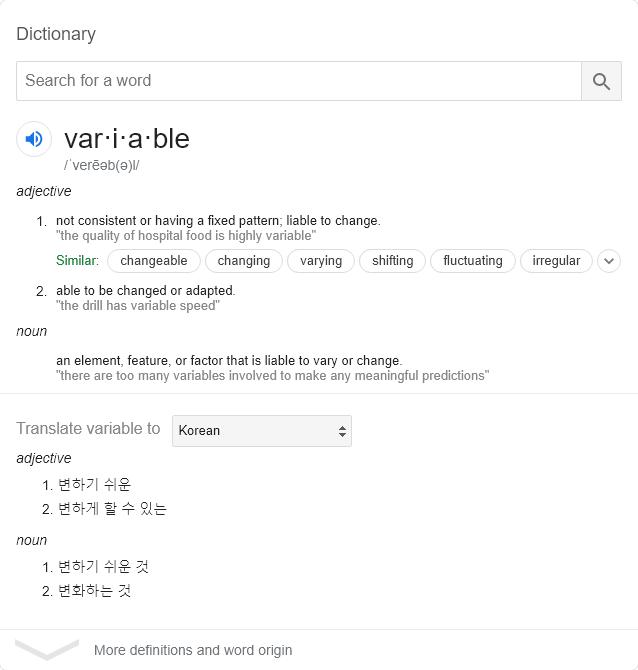 Dictionary
Search for a word
var·i·a·ble
/ˈverēəb(ə)l/
adjective
1. not consistent or having a fixed pattern; liable to change.
"the quality of hospital food is highly variable"
Similar: changeable changing varying shifting fluctuating irregular
2. able to be changed or adapted.
"the drill has variable speed"
noun
an element, feature, or factor that is liable to vary or change.
"there are too many variables involved to make any meaningful predictions"
Translate variable to Korean
adjective
1. 변하기 쉬운
2. 변하게 할 수 있는
noun
1. 변하기 쉬운 것
2. 변화하는 것
More definitions and word origin